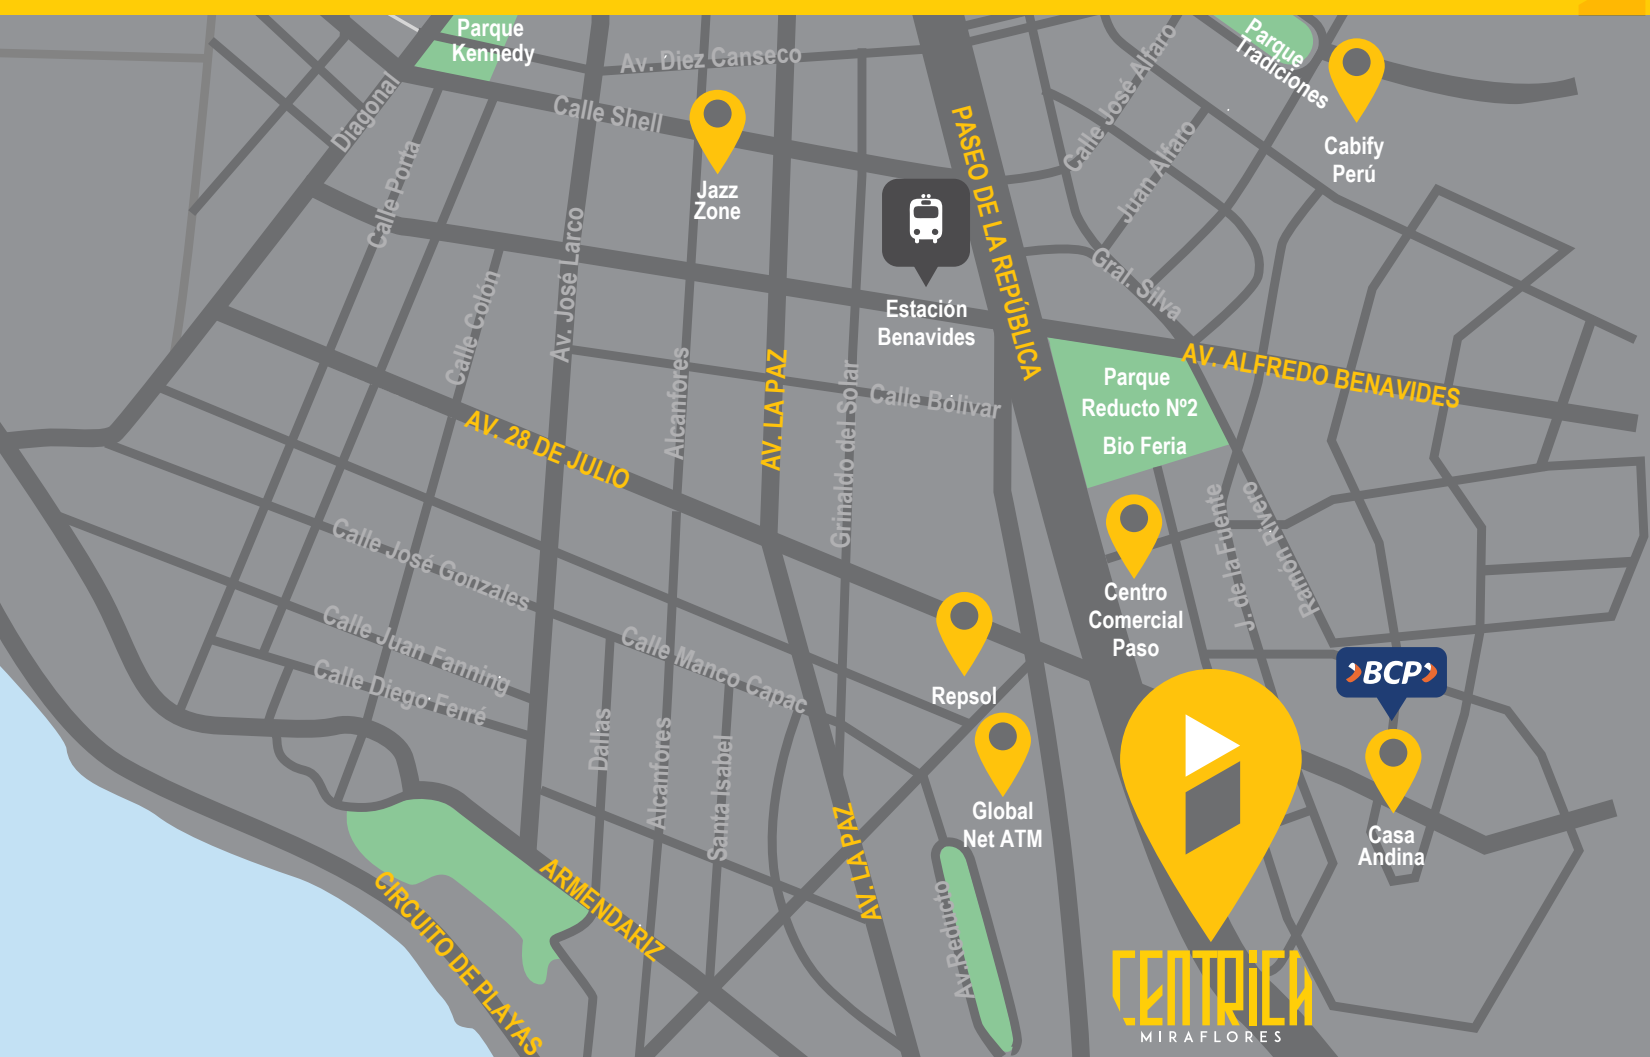 Parque
Kennedy
Av. Diez Canseco
Calle Shell
Diagonal
Calle Porta
Jazz
Zone
PASEO DE LA REPÚBLICA
Calle José Alfaro
Juan Alfaro
Parque
Tradiciones
Cabify
Perú
Gral. Silva
Estación
Benavides
Calle Colón
Av. José Larco
Alcanfores
AV. LA PAZ
Grinaldo del Solar
Calle Bólivar
Parque
Reducto Nº2
Bio Feria
AV. ALFREDO BENAVIDES
AV. 28 DE JULIO
Calle José Gonzales
Calle Juan Fanning
Calle Diego Ferré
Calle Manco Capac
Dallas
Alcanfores
Santa Isabel
Centro
Comercial
Paso
J. de la Fuente
Ramón Rivero
Repsol
Global
Net ATM
BCP
Casa
Andina
AV. LA PAZ
Av. Reducto
ARMENDARIZ
CIRCUITO DE PLAYAS
CENTRICA
MIRAFLORES